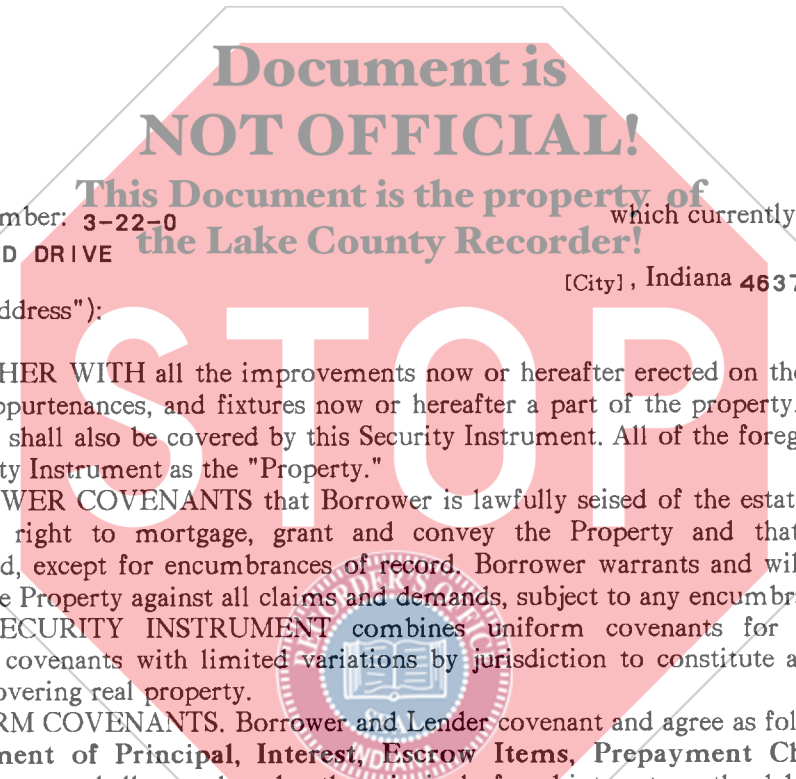 Document is
NOT OFFICIAL!
This Document is the property of
the Lake County Recorder!
mber: 3-22-0 which currently
D DRIVE
[City], Indiana 4637
ddress"):
STOP
HER WITH all the improvements now or hereafter erected on the
ppurtenances, and fixtures now or hereafter a part of the property.
shall also be covered by this Security Instrument. All of the foreg
ty Instrument as the "Property."
WER COVENANTS that Borrower is lawfully seised of the estat
right to mortgage, grant and convey the Property and that
d, except for encumbrances of record. Borrower warrants and wil
e Property against all claims and demands, subject to any encumbr
ECURITY INSTRUMENT combines uniform covenants for
covenants with limited variations by jurisdiction to constitute a
overing real property.
RM COVENANTS. Borrower and Lender covenant and agree as fol
ment of Principal, Interest, Escrow Items, Prepayment Ch
RECORDER'S OFFICE
SEAL
INDIANA